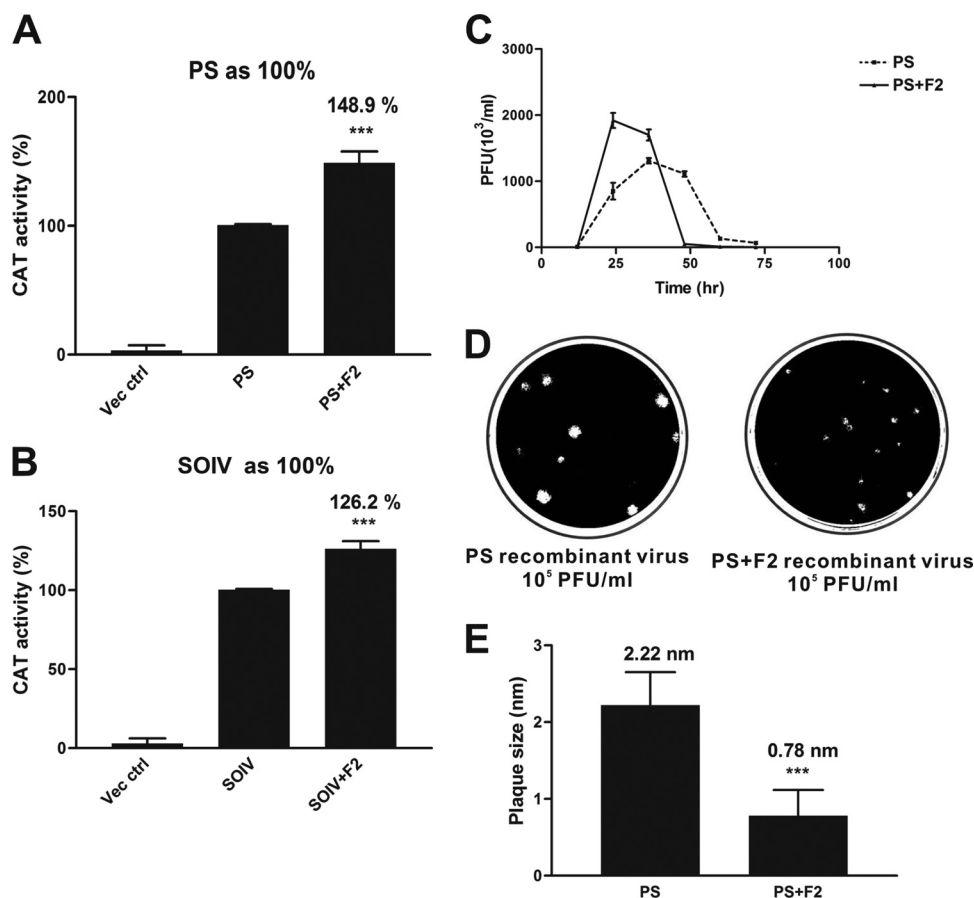 A
PS as 100%
CAT activity (%)
200
100
0
148.9 %
***
Vec ctrl
PS
PS+F2
B
SOIV as 100%
CAT activity (%)
150
100
50
0
126.2 %
***
Vec ctrl
SOIV
SOIV+F2
C
PFU(10³/ml)
3000
2000
1000
0
0
25
50
75
100
Time (hr)
PS
PS+F2
D
PS recombinant virus
10⁵ PFU/ml
PS+F2 recombinant virus
10⁵ PFU/ml
E
Plaque size (nm)
3
2
1
0
2.22 nm
0.78 nm
***
PS
PS+F2